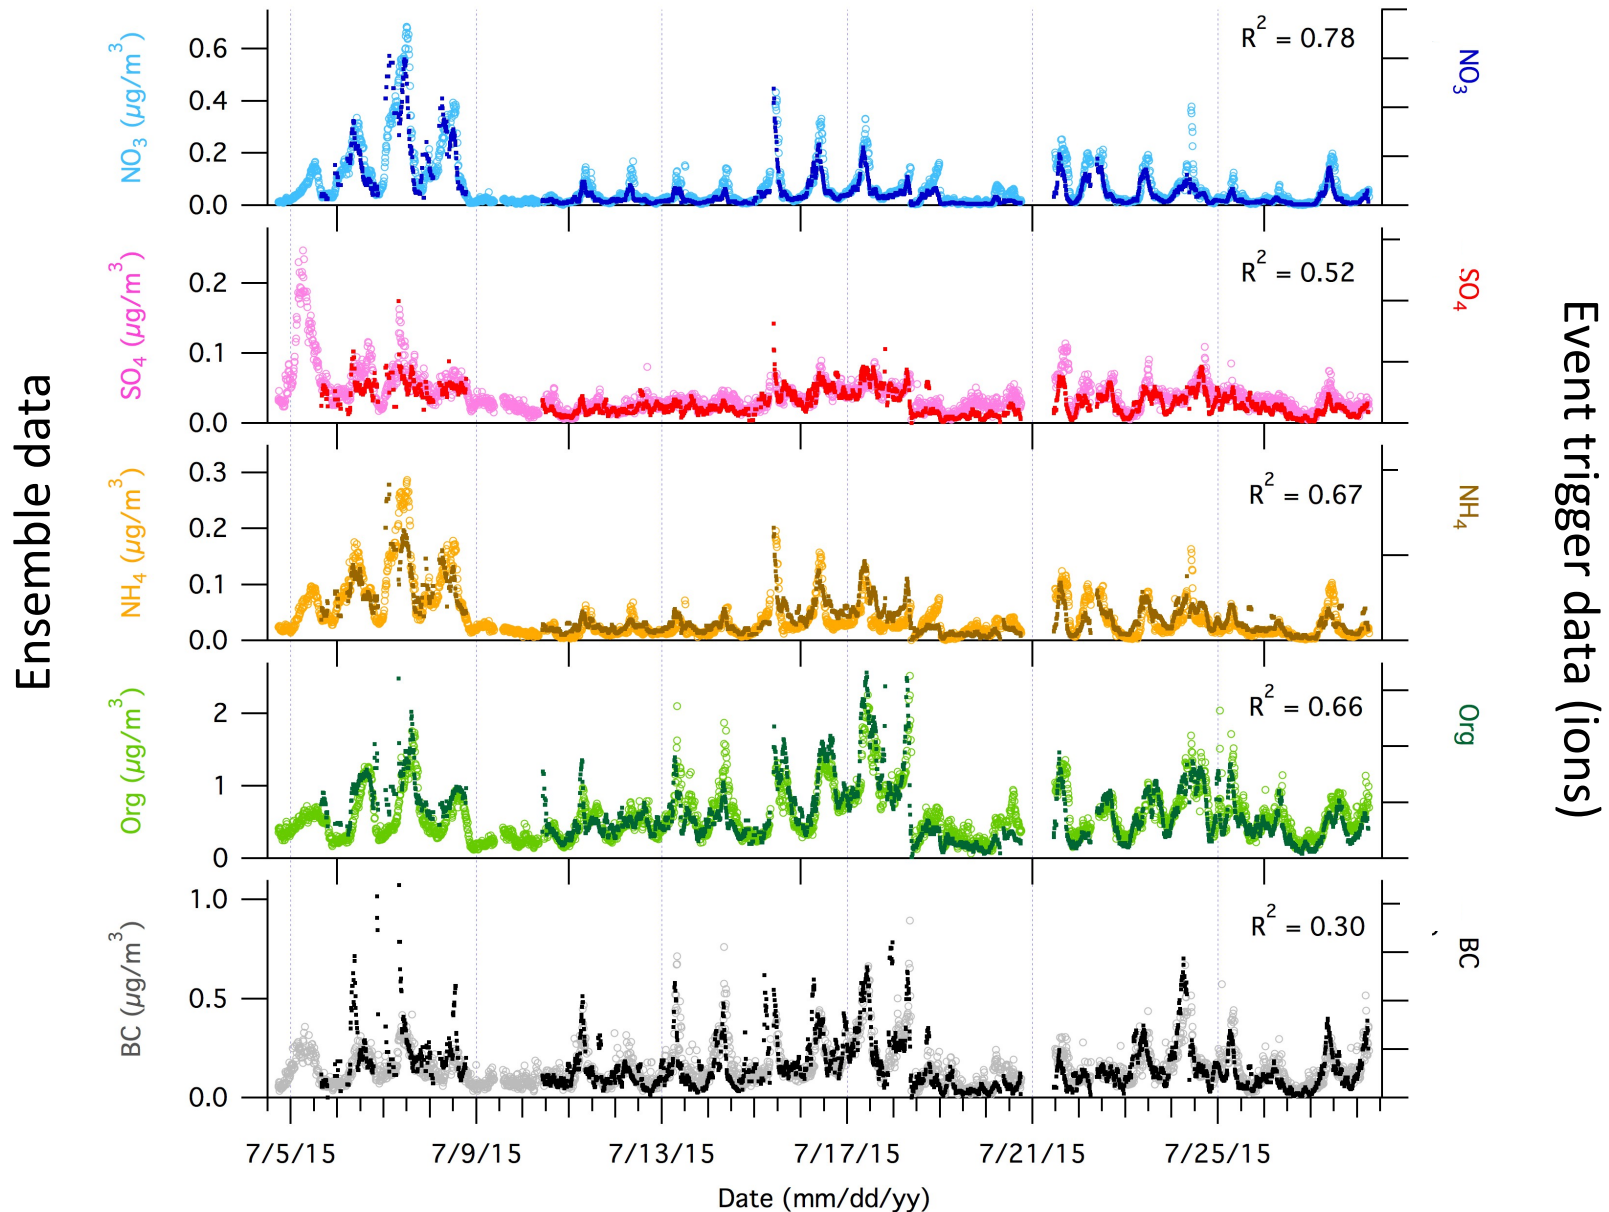 Ensemble data
NO3 (µg/m3)
0.6
0.4
0.2
0.0
R2 = 0.78
NO3
SO4 (µg/m3)
0.2
0.1
0.0
R2 = 0.52
SO4
NH4 (µg/m3)
0.3
0.2
0.1
0.0
R2 = 0.67
NH4
Org (µg/m3)
2
1
0
R2 = 0.66
Org
BC (µg/m3)
1.0
0.5
0.0
R2 = 0.30
BC
Event trigger data (ions)
7/5/15 7/9/15 7/13/15 7/17/15 7/21/15 7/25/15
Date (mm/dd/yy)